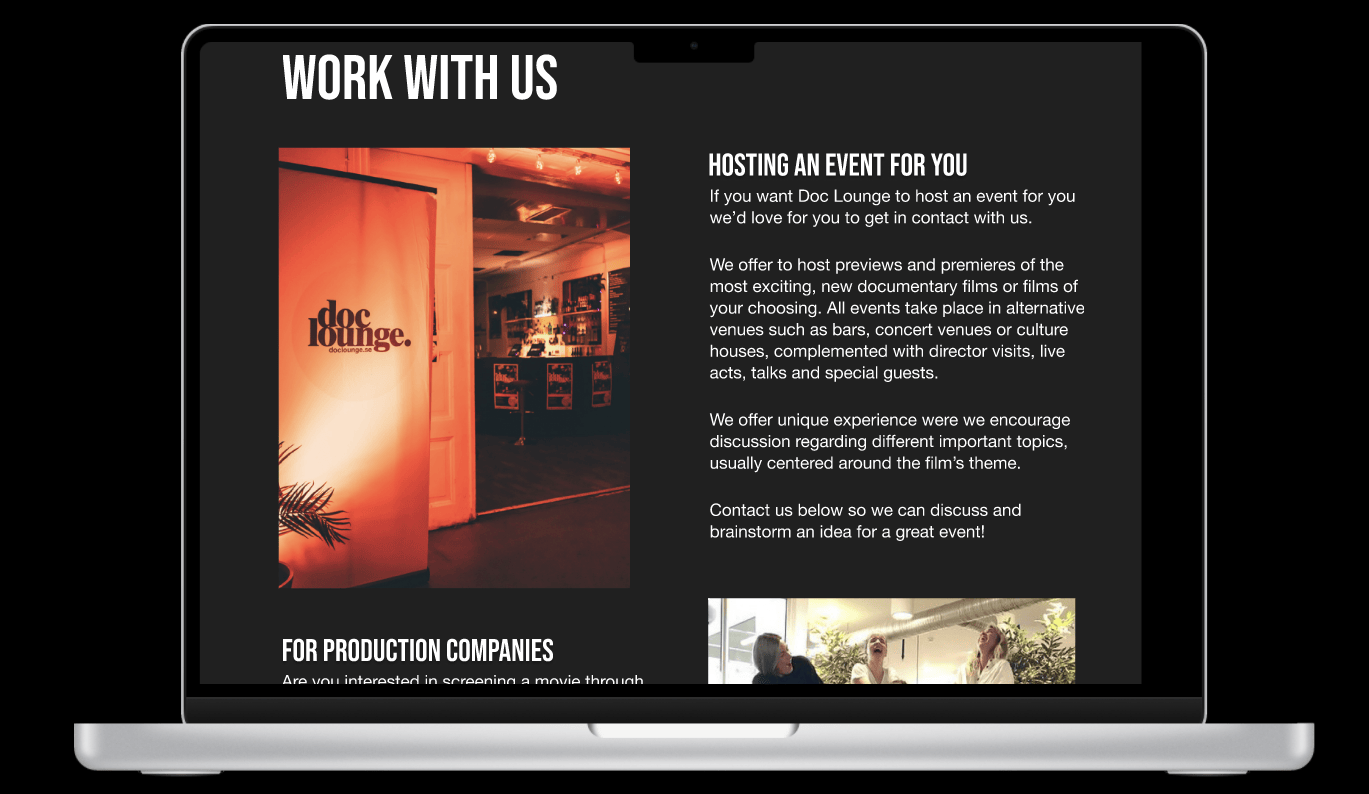 WORK WITH US
doc
lounge.
doclounge.se
HOSTING AN EVENT FOR YOU
If you want Doc Lounge to host an event for you
we'd love for you to get in contact with us.
We offer to host previews and premieres of the
most exciting, new documentary films or films of
your choosing. All events take place in alternative
venues such as bars, concert venues or culture
houses, complemented with director visits, live
acts, talks and special guests.
We offer unique experience were we encourage
discussion regarding different important topics,
usually centered around the film's theme.
Contact us below so we can discuss and
brainstorm an idea for a great event!
FOR PRODUCTION COMPANIES
Are you interested in screening a movie through